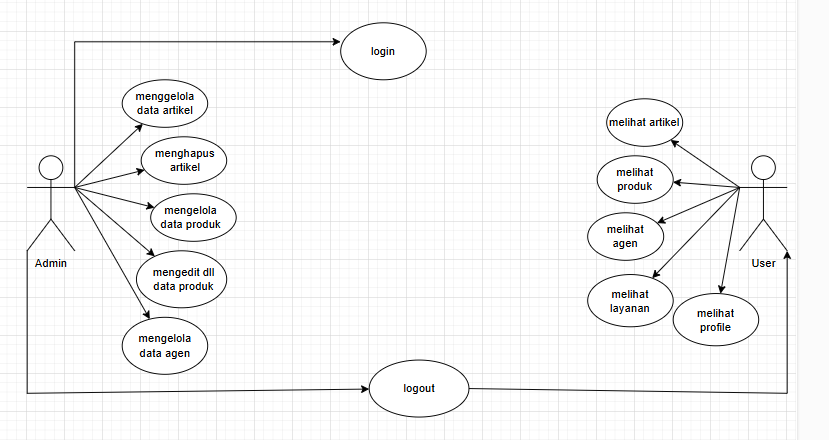 login
menggelola
data artikel
menghapus
artikel
mengelola
data produk
mengedit dll
data produk
mengelola
data agen
Admin
melihat artikel
melihat
produk
melihat
agen
melihat
layanan
melihat
profile
User
logout